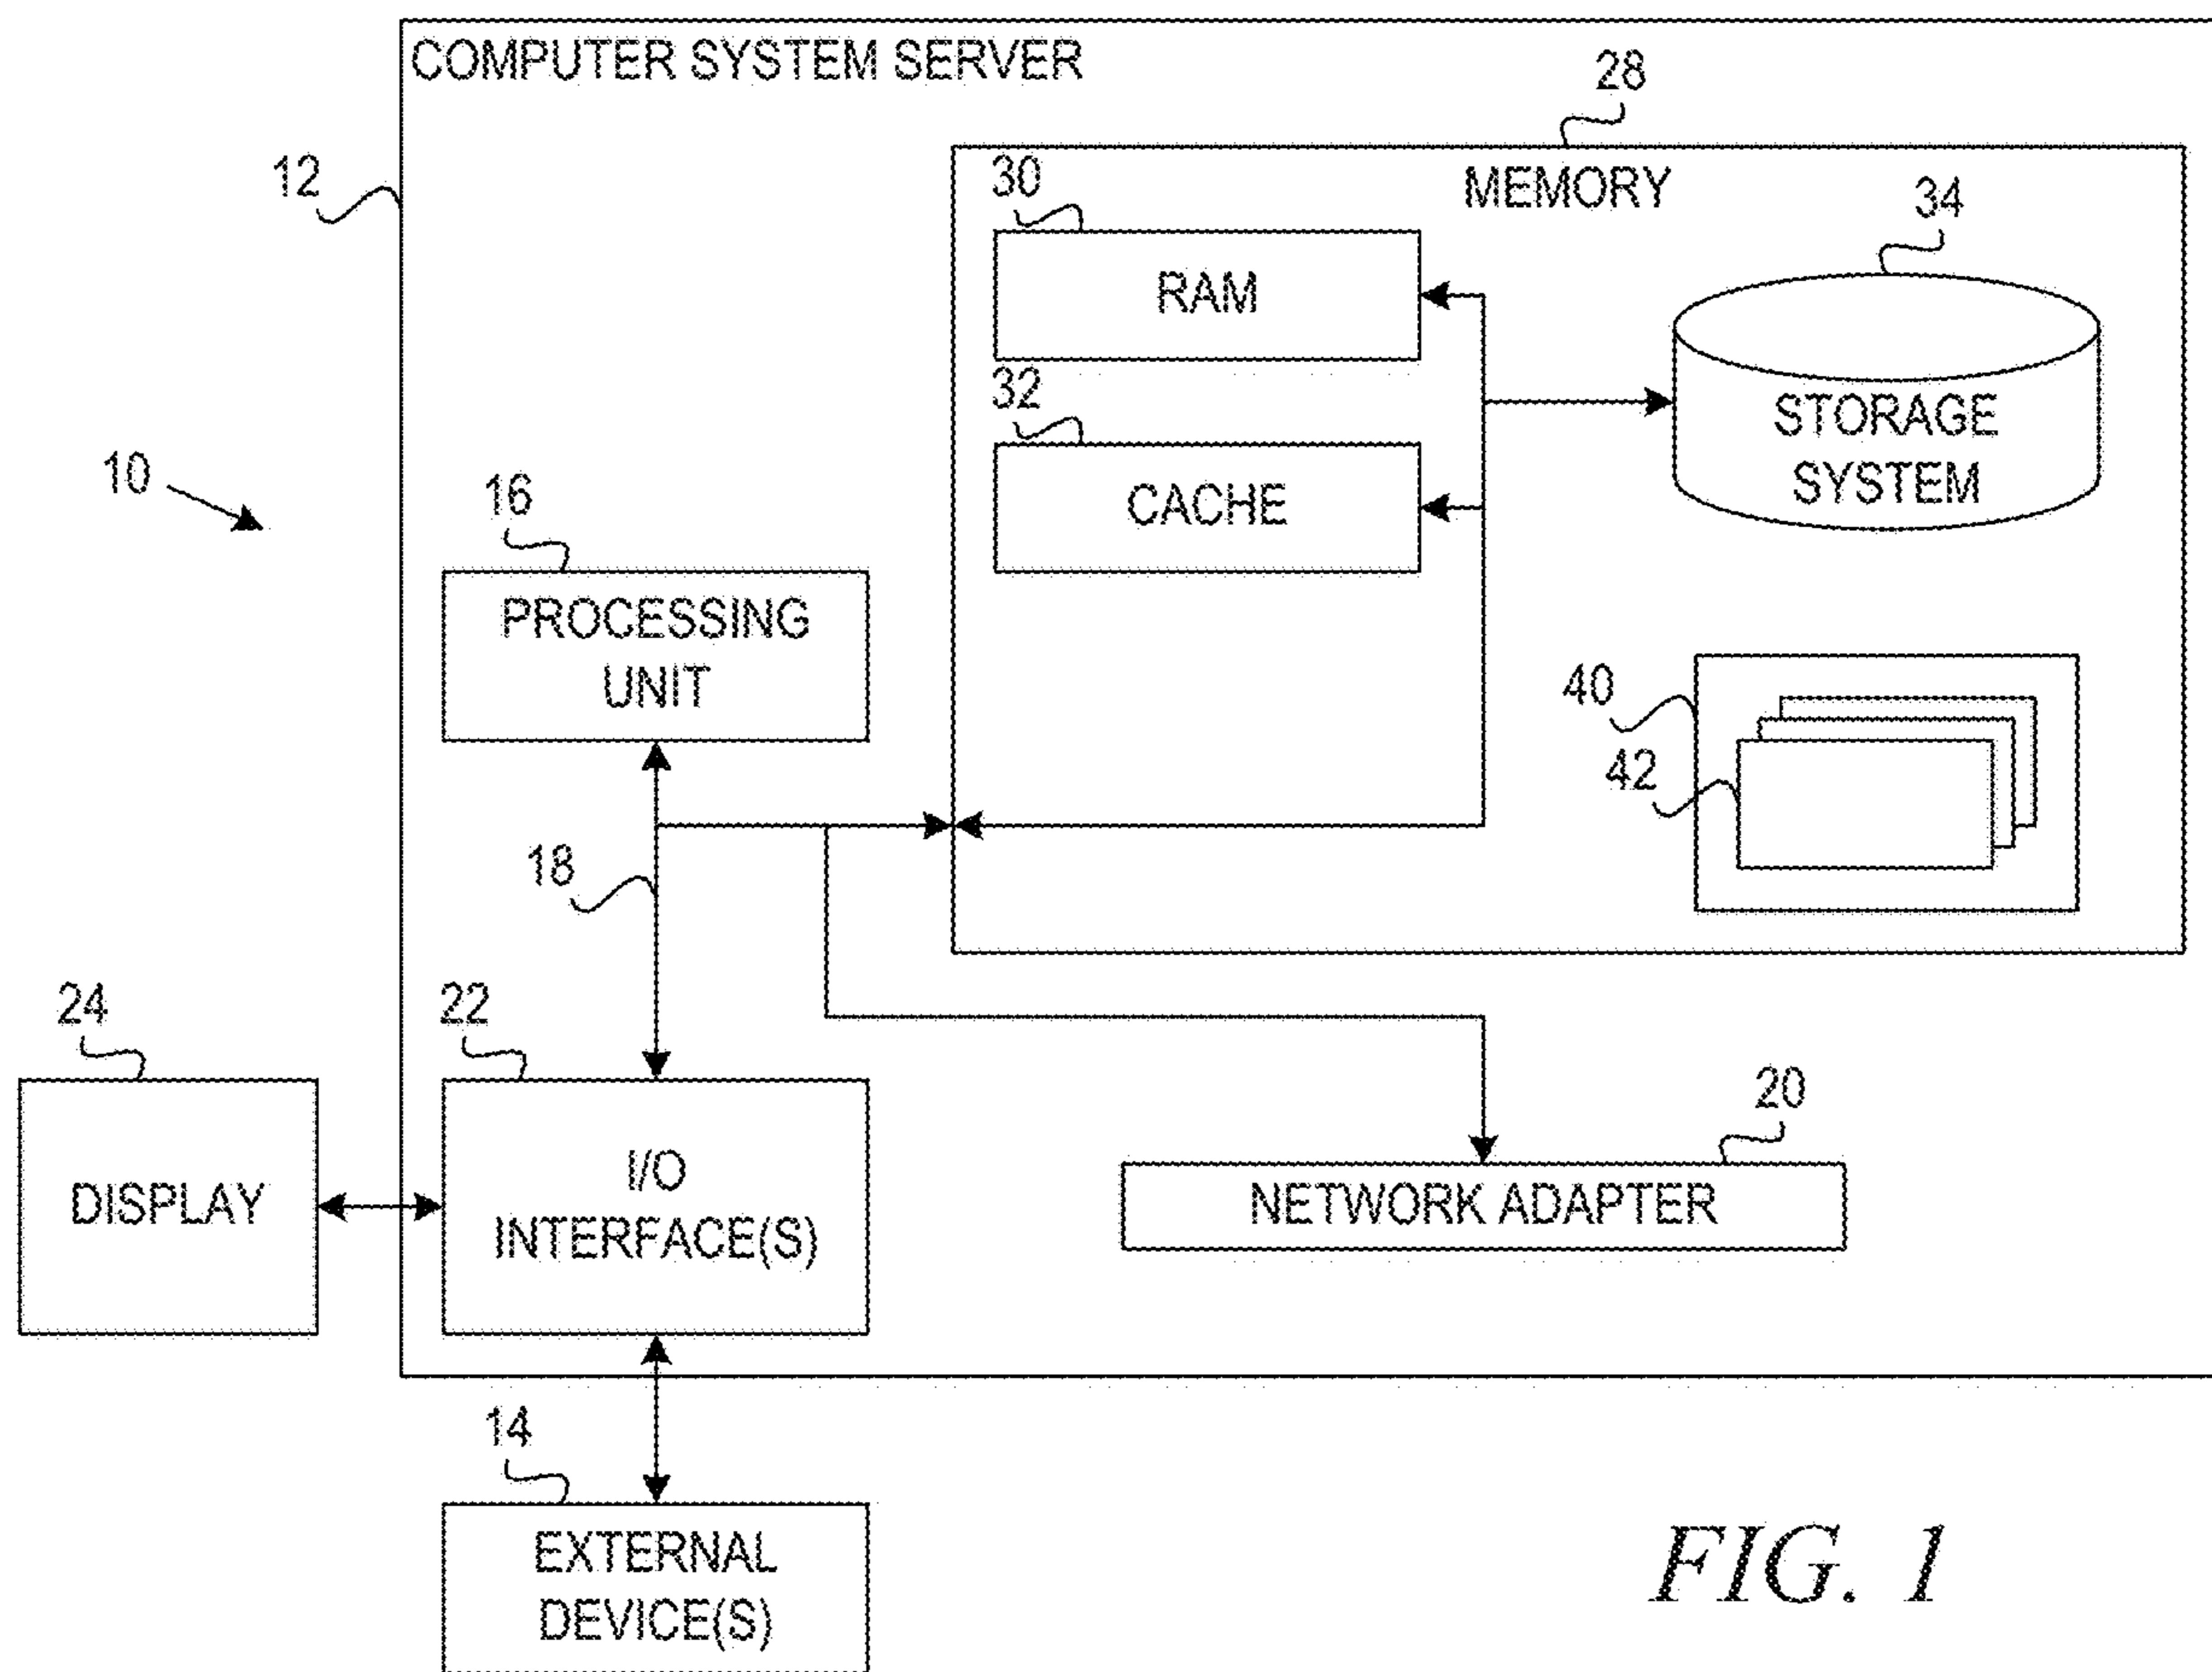 COMPUTER SYSTEM SERVER
28
12
30
MEMORY
34
RAM
32
STORAGE
SYSTEM
10
16
CACHE
PROCESSING
UNIT
40
42
18
24
22
20
DISPLAY
I/O
INTERFACE(S)
NETWORK ADAPTER
14
EXTERNAL
DEVICE(S)
FIG. 1